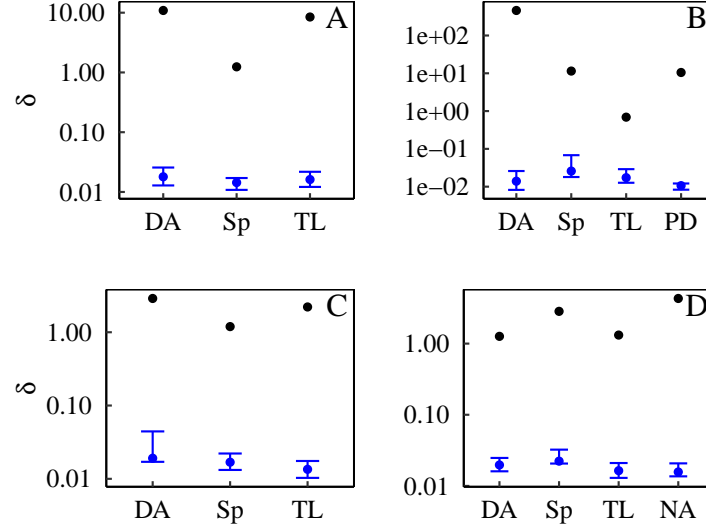 A
10.00
1.00
0.10
0.01
δ
DA Sp TL
B
1e+02
1e+01
1e+00
1e−01
1e−02
DA Sp TL PD
C
1.00
0.10
0.01
δ
DA Sp TL
D
1.00
0.10
0.01
DA Sp TL NA